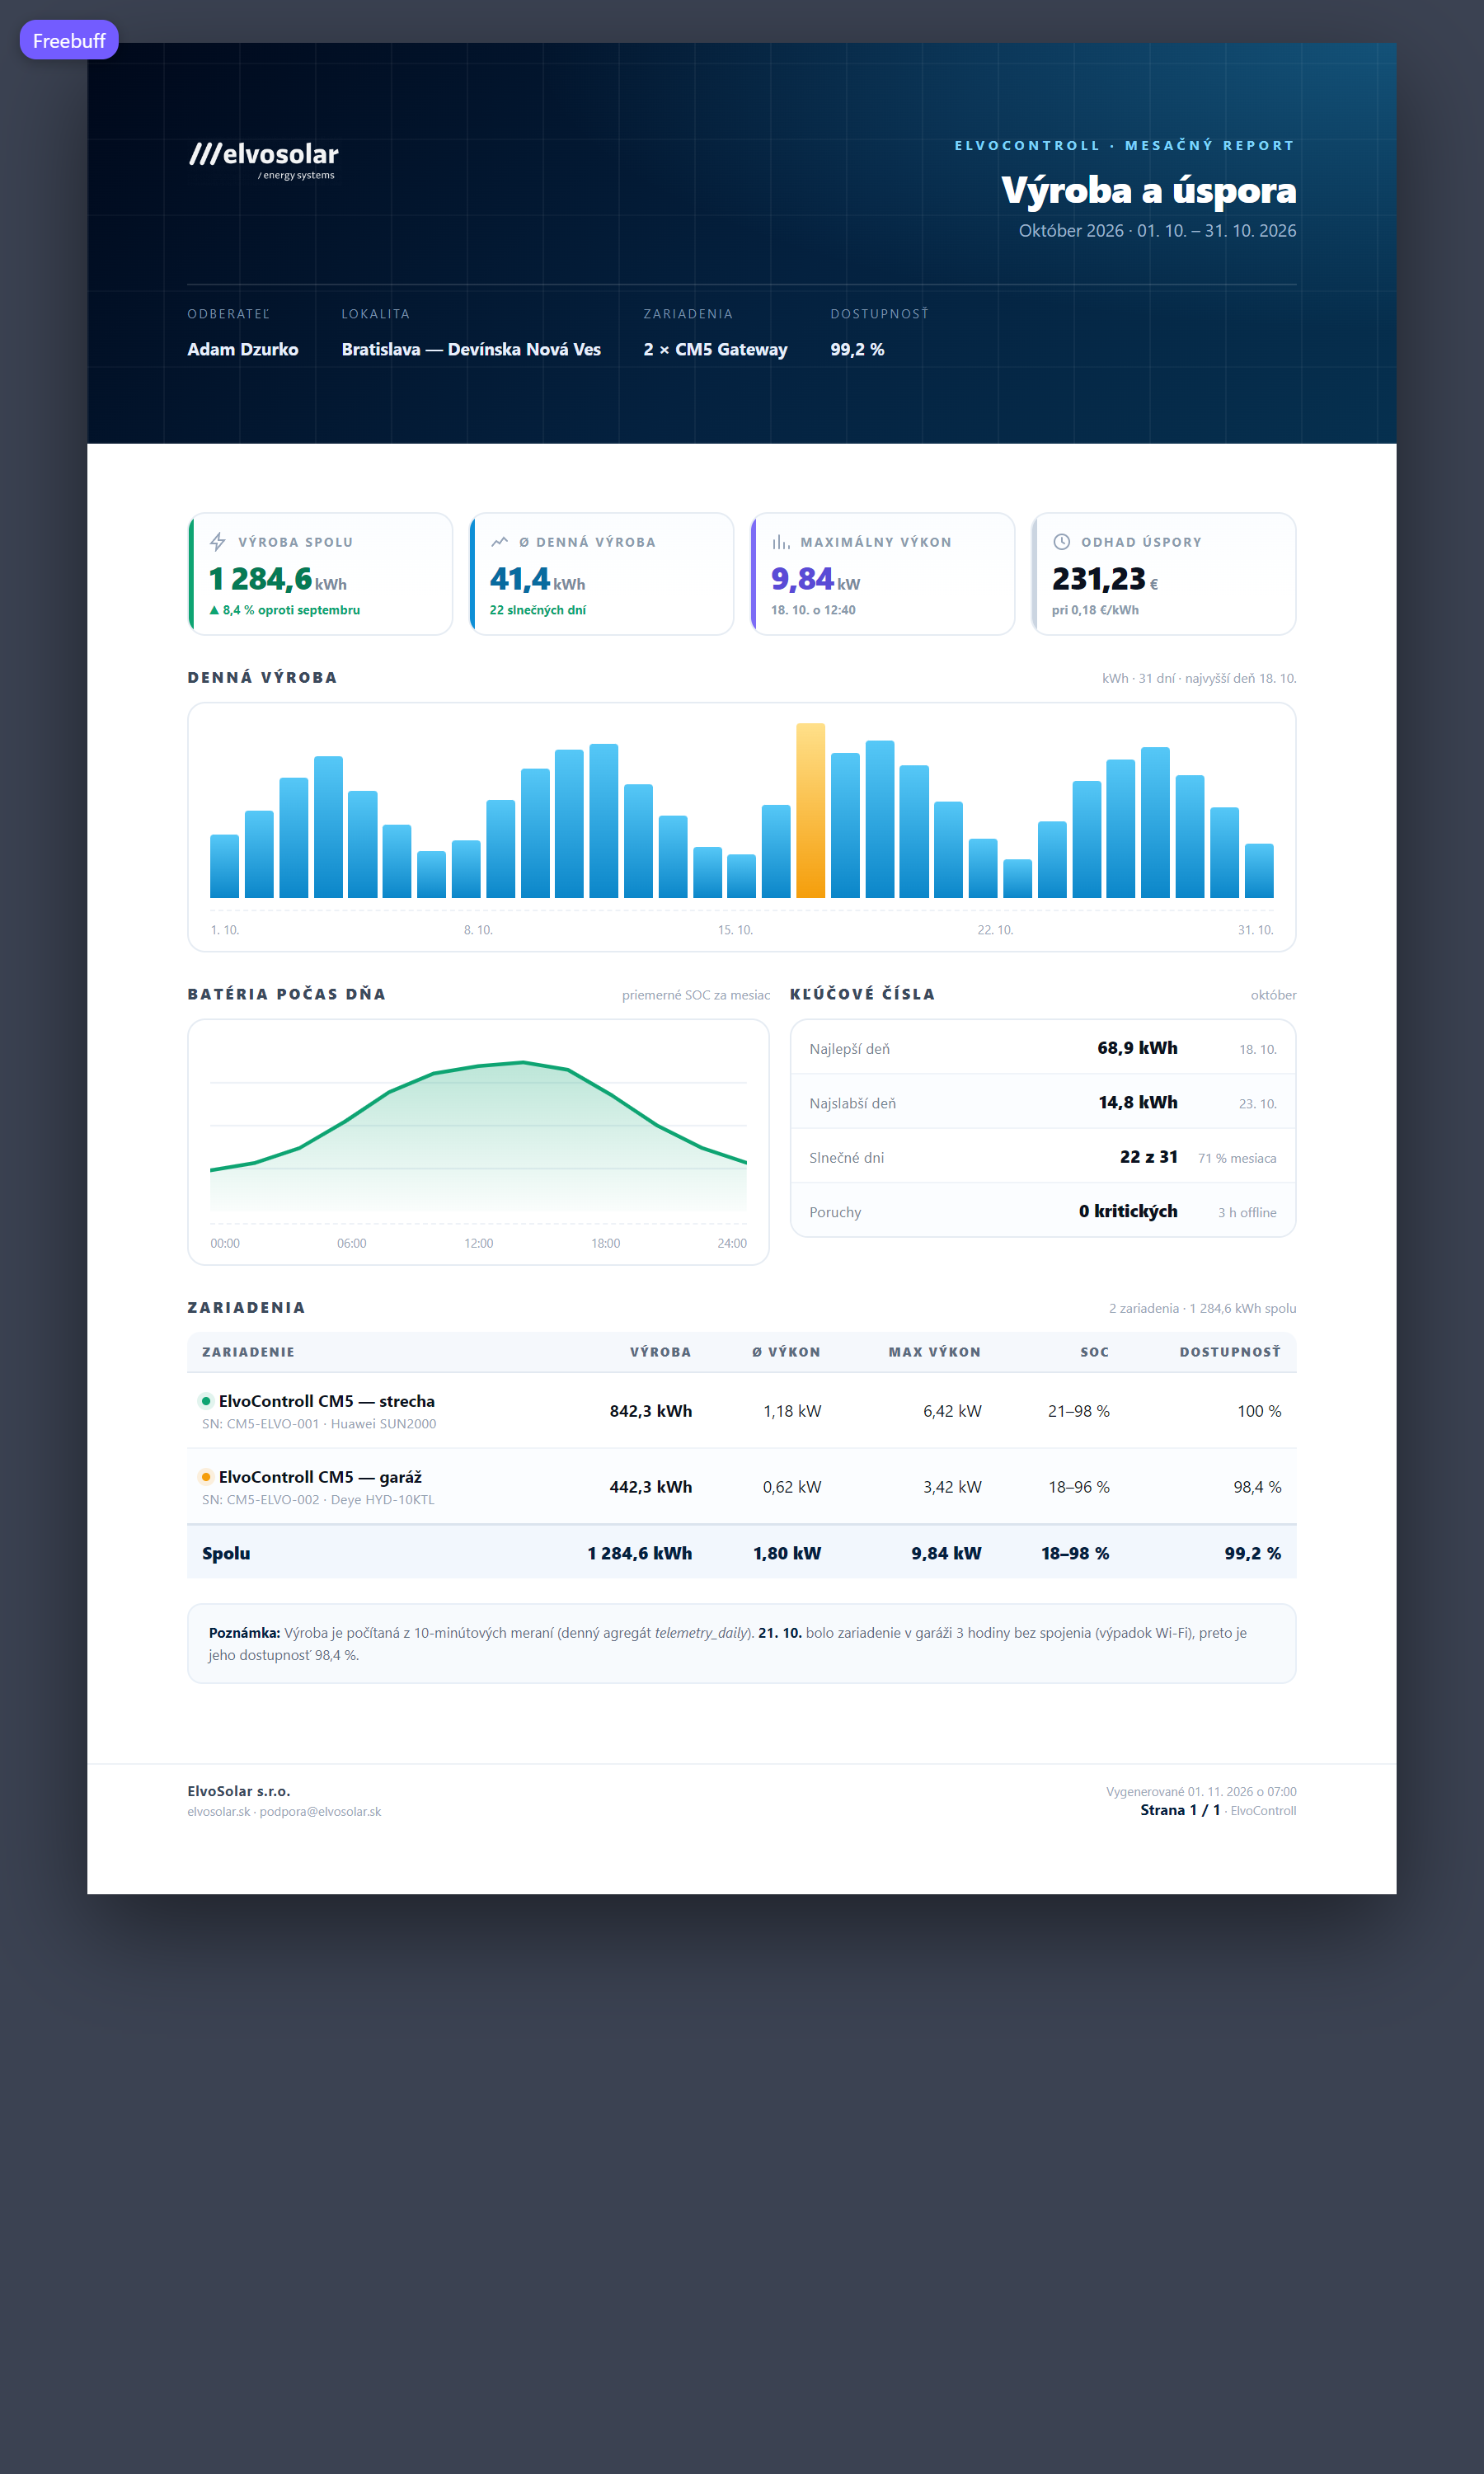 Freebuff
elvosolar
/ energy systems
ELVOCONTROLL · MESAČNÝ REPORT
Výroba a úspora
Október 2026 · 01. 10. – 31. 10. 2026
ODBERATEĽ LOKALITA ZARIADENIA DOSTUPNOSŤ
Adam Dzurko Bratislava — Devínska Nová Ves 2 × CM5 Gateway 99,2 %
VÝROBA SPOLU
1 284,6 kWh
▲ 8,4 % oproti septembru
Ø DENNÁ VÝROBA
41,4 kWh
22 slnečných dní
MAXIMÁLNY VÝKON
9,84 kW
18. 10. o 12:40
ODHAD ÚSPORY
231,23 €
pri 0,18 €/kWh
DENNÁ VÝROBA kWh · 31 dní · najvyšší deň 18. 10.
1. 10. 8. 10. 15. 10. 22. 10. 31. 10.
BATÉRIA POČAS DŇA priemerné SOC za mesiac
00:00 06:00 12:00 18:00 24:00
KĽÚČOVÉ ČÍSLA október
Najlepší deň 68,9 kWh 18. 10.
Najslabší deň 14,8 kWh 23. 10.
Slnečné dni 22 z 31 71 % mesiaca
Poruchy 0 kritických 3 h offline
ZARIADENIA 2 zariadenia · 1 284,6 kWh spolu
ZARIADENIE VÝROBA Ø VÝKON MAX VÝKON SOC DOSTUPNOSŤ
ElvoControll CM5 — strecha 842,3 kWh 1,18 kW 6,42 kW 21–98 % 100 %
SN: CM5-ELVO-001 · Huawei SUN2000
ElvoControll CM5 — garáž 442,3 kWh 0,62 kW 3,42 kW 18–96 % 98,4 %
SN: CM5-ELVO-002 · Deye HYD-10KTL
Spolu 1 284,6 kWh 1,80 kW 9,84 kW 18–98 % 99,2 %
Poznámka: Výroba je počítaná z 10-minútových meraní (denný agregát telemetry_daily). 21. 10. bolo zariadenie v garáži 3 hodiny bez spojenia (výpadok Wi-Fi), preto je
jeho dostupnosť 98,4 %.
ElvoSolar s.r.o.
elvosolar.sk · podpora@elvosolar.sk
Vygenerované 01. 11. 2026 o 07:00
Strana 1 / 1 · ElvoControll